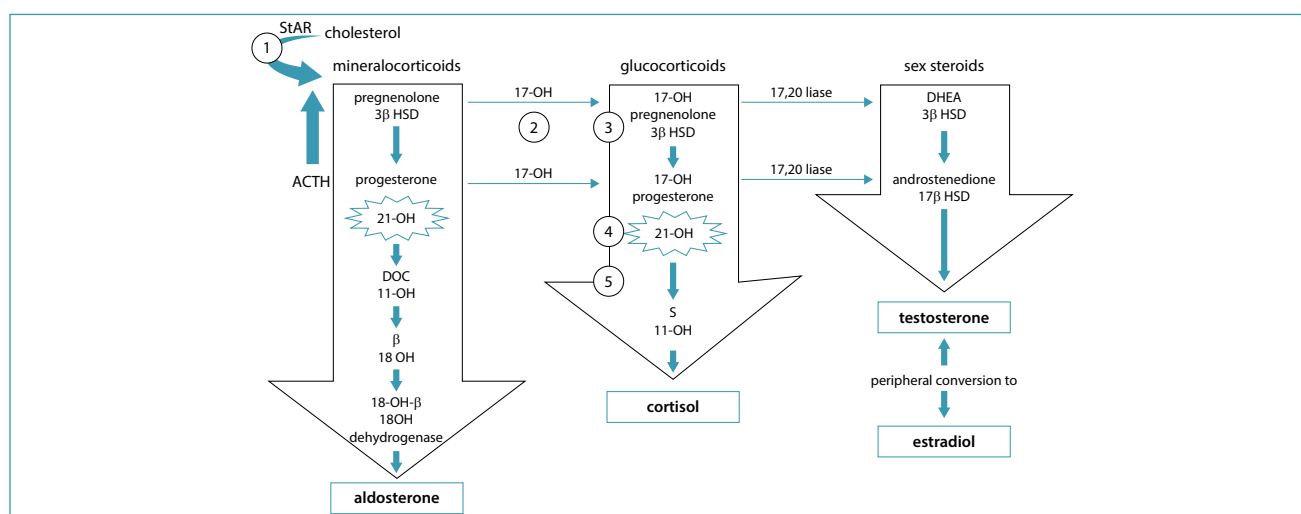 StAR
cholesterol
1
mineralocorticoids
glucocorticoids
sex steroids
pregnenolone
3β HSD
17-OH
2
3
17-OH
pregnenolone
3β HSD
17,20 liase
DHEA
3β HSD
ACTH
progesterone
17-OH
17-OH
progesterone
17,20 liase
androstenedione
17β HSD
21-OH
4
21-OH
DOC
11-OH
5
S
11-OH
β
18 OH
18-OH-β
18OH
dehydrogenase
aldosterone
cortisol
testosterone
peripheral conversion to
estradiol